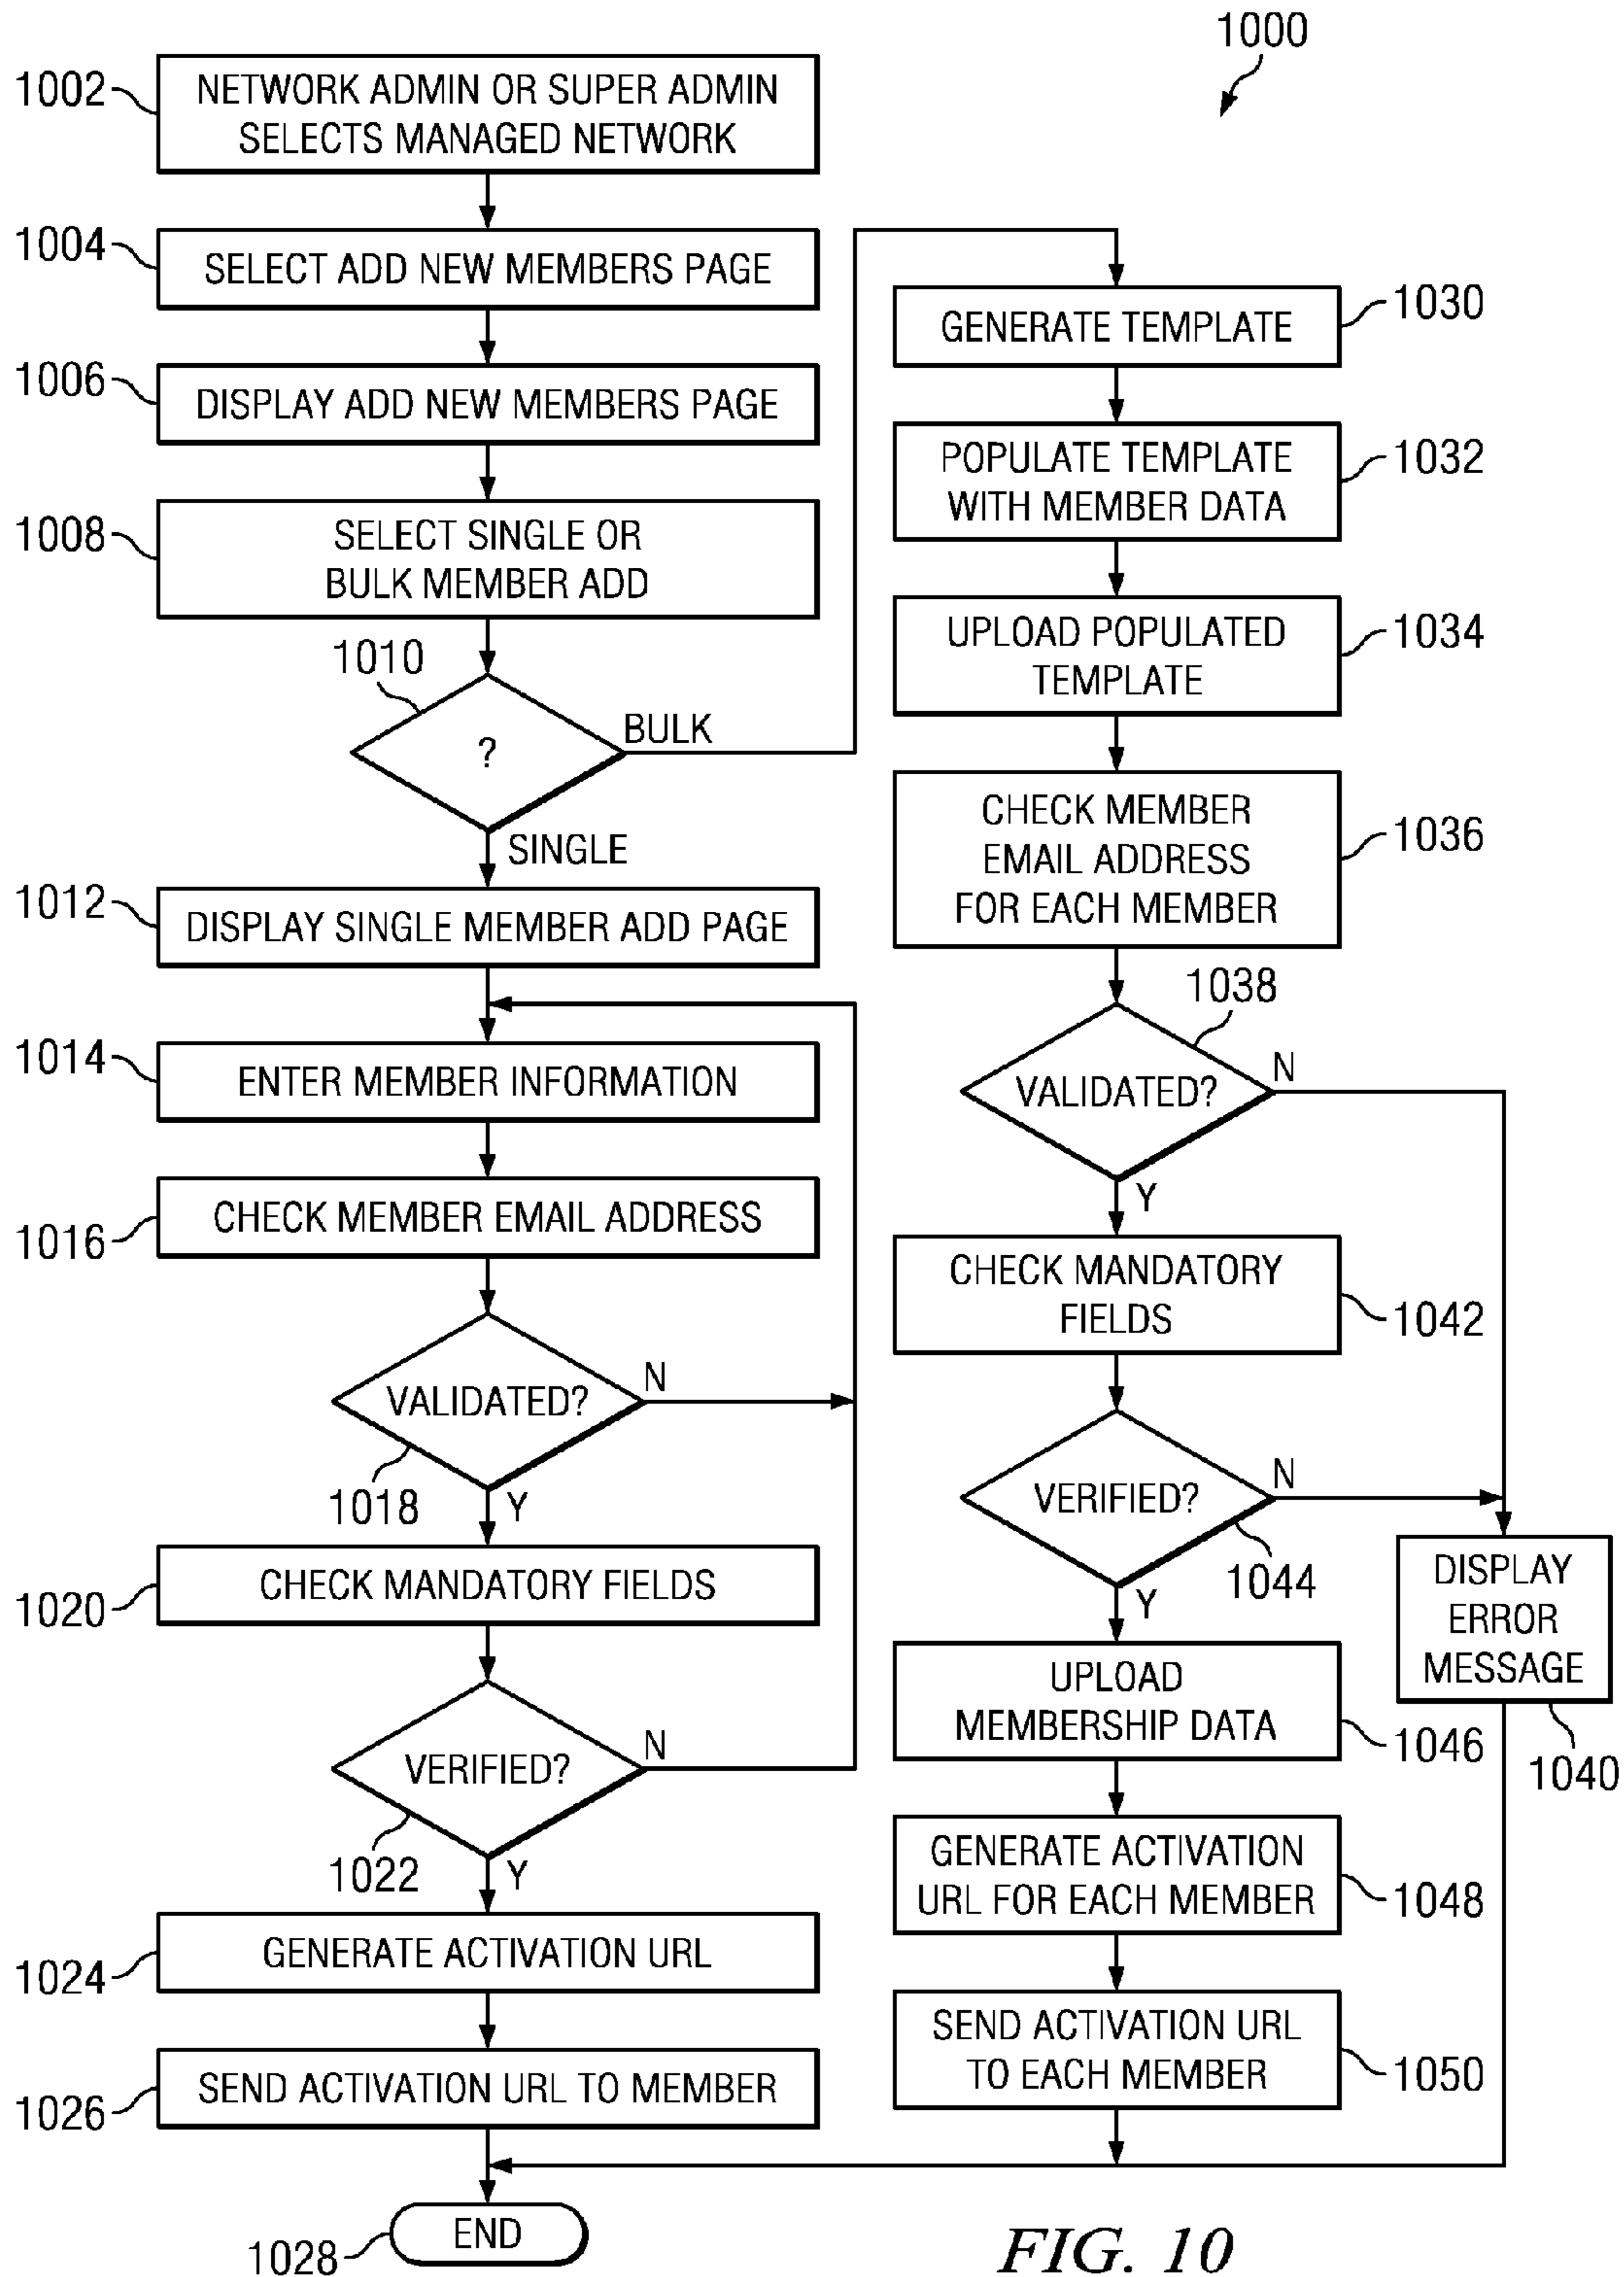 1000
1002
NETWORK ADMIN OR SUPER ADMIN
SELECTS MANAGED NETWORK
1004
SELECT ADD NEW MEMBERS PAGE
1006
DISPLAY ADD NEW MEMBERS PAGE
1008
SELECT SINGLE OR
BULK MEMBER ADD
1010
?
BULK
SINGLE
1012
DISPLAY SINGLE MEMBER ADD PAGE
1014
ENTER MEMBER INFORMATION
1016
CHECK MEMBER EMAIL ADDRESS
VALIDATED?
N
1018
Y
1020
CHECK MANDATORY FIELDS
VERIFIED?
N
1022
Y
1024
GENERATE ACTIVATION URL
1026
SEND ACTIVATION URL TO MEMBER
1028
END
GENERATE TEMPLATE
1030
POPULATE TEMPLATE
WITH MEMBER DATA
1032
UPLOAD POPULATED
TEMPLATE
1034
CHECK MEMBER
EMAIL ADDRESS
FOR EACH MEMBER
1036
1038
VALIDATED?
N
Y
CHECK MANDATORY
FIELDS
1042
VERIFIED?
N
1044
Y
DISPLAY
ERROR
MESSAGE
1040
UPLOAD
MEMBERSHIP DATA
1046
GENERATE ACTIVATION
URL FOR EACH MEMBER
1048
SEND ACTIVATION URL
TO EACH MEMBER
1050
FIG. 10